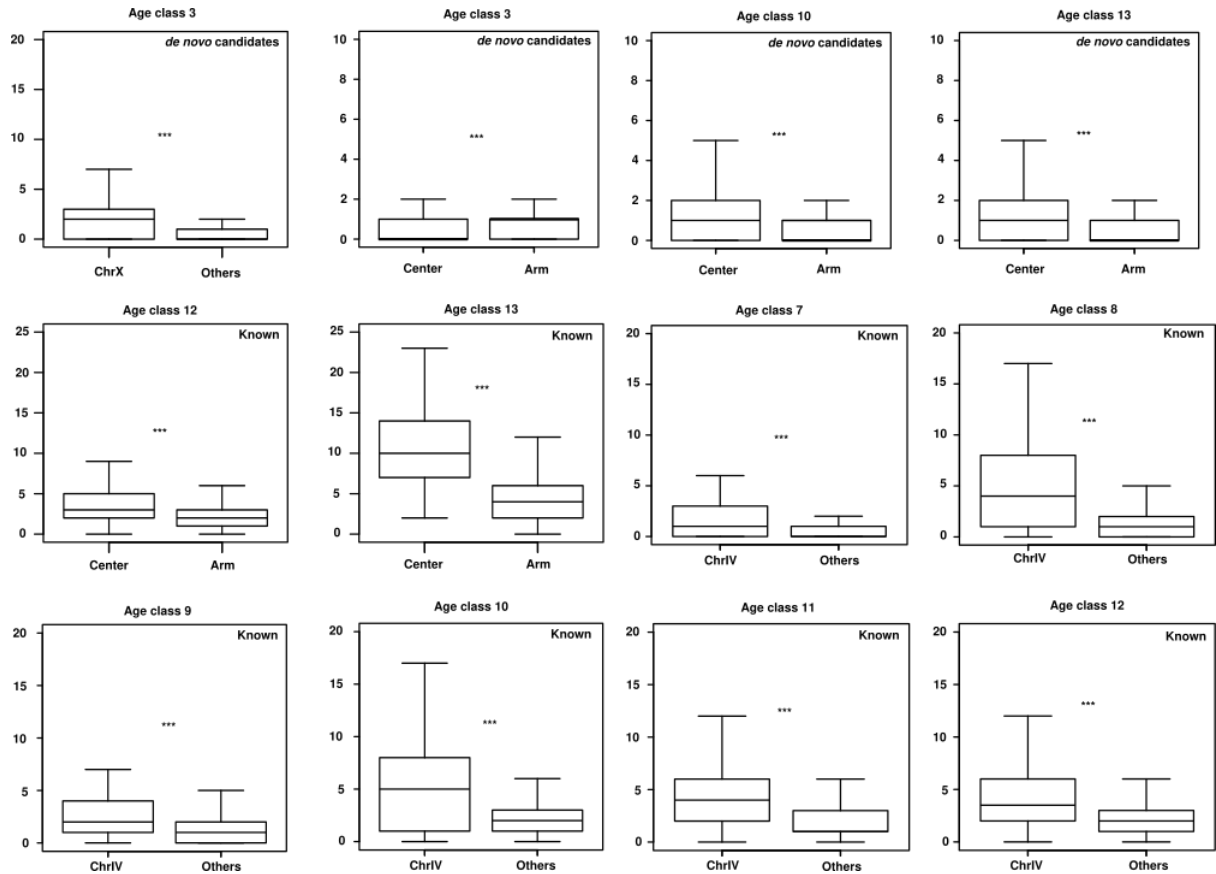 Age class 3
de novo candidates
20
15
10
5
0
***
ChrX
Others
Age class 3
de novo candidates
10
8
6
4
2
0
***
Center
Arm
Age class 10
de novo candidates
10
8
6
4
2
0
***
Center
Arm
Age class 13
de novo candidates
10
8
6
4
2
0
***
Center
Arm
Age class 12
Known
25
20
15
10
5
0
***
Center
Arm
Age class 13
Known
25
20
15
10
5
0
***
Center
Arm
Age class 7
Known
20
15
10
5
0
***
ChrIV
Others
Age class 8
Known
20
15
10
5
0
***
ChrIV
Others
Age class 9
Known
20
15
10
5
0
***
ChrIV
Others
Age class 10
Known
20
15
10
5
0
***
ChrIV
Others
Age class 11
Known
20
15
10
5
0
***
ChrIV
Others
Age class 12
Known
20
15
10
5
0
***
ChrIV
Others